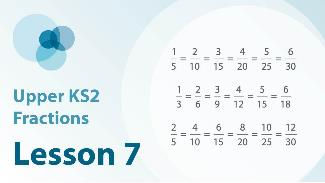 Upper KS2
Fractions
Lesson 7
1/5 = 2/10 = 3/15 = 4/20 = 5/25 = 6/30
1/3 = 2/6 = 3/9 = 4/12 = 5/15 = 6/18
2/5 = 4/10 = 6/15 = 8/20 = 10/25 = 12/30